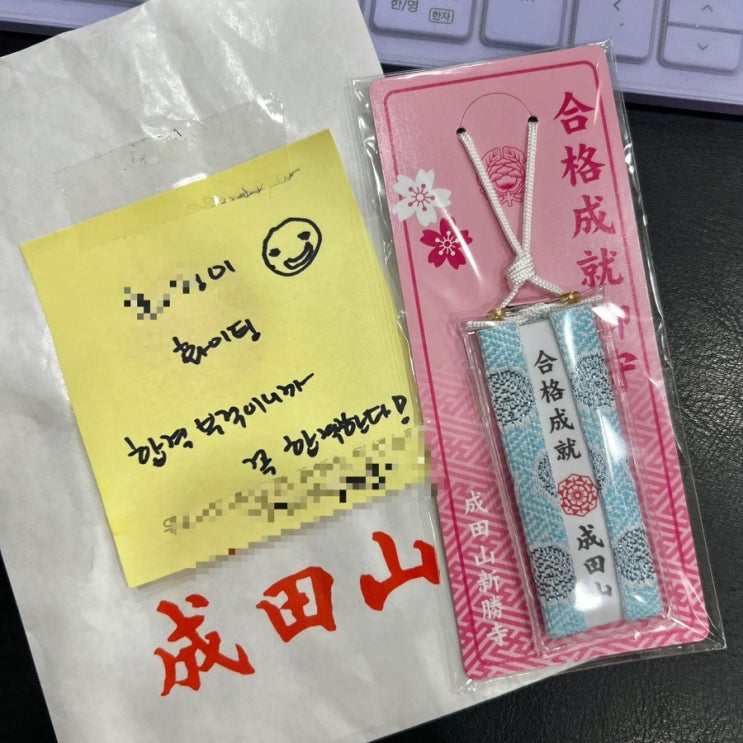 한/영
한자
화이팅
합격 부적이니까
꼭 합격한다!
成田山
合格成就御守
成田山新勝寺
合格成就
成田山